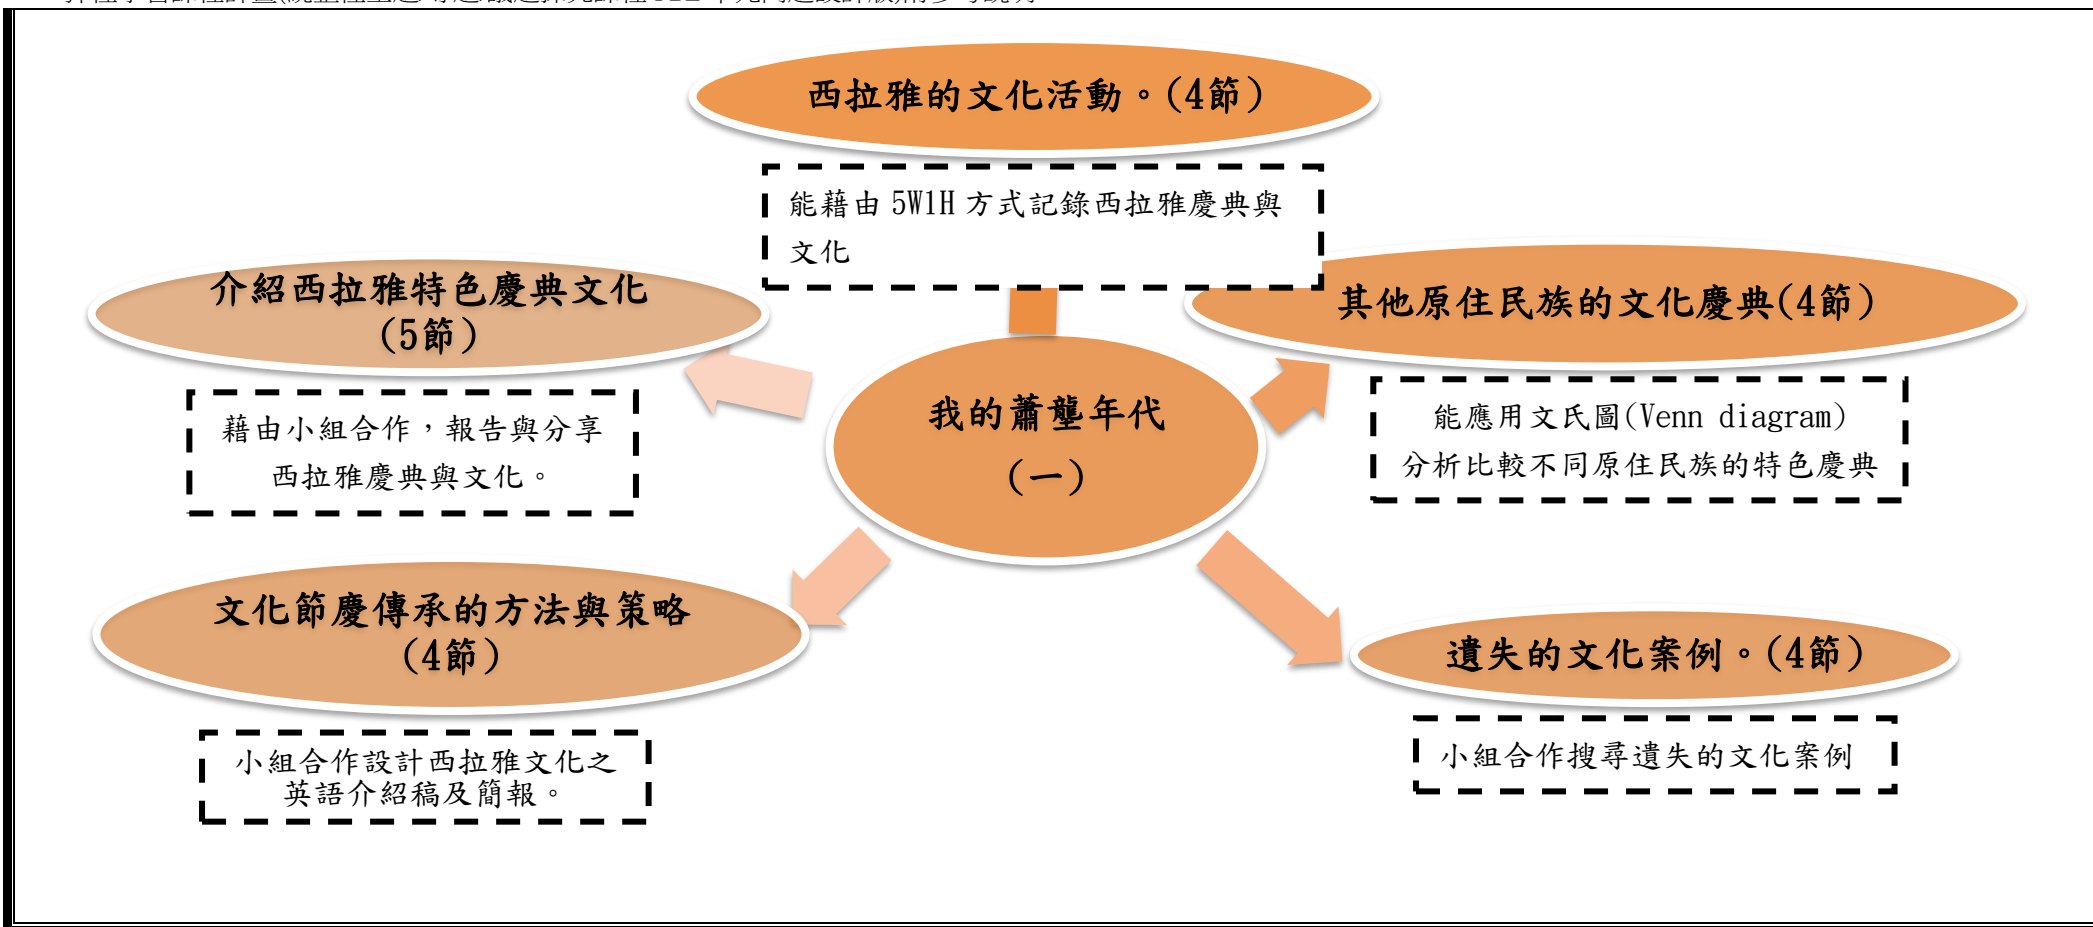 西拉雅的文化活動。(4節)
能藉由 5W1H 方式記錄西拉雅慶典與
文化
介紹西拉雅特色慶典文化
(5節)
藉由小組合作，報告與分享
西拉雅慶典與文化。
其他原住民族的文化慶典(4節)
能應用文氏圖(Venn diagram)
分析比較不同原住民族的特色慶典
我的蕭壟年代
(一)
文化節慶傳承的方法與策略
(4節)
小組合作設計西拉雅文化之
英語介紹稿及簡報。
遺失的文化案例。(4節)
小組合作搜尋遺失的文化案例